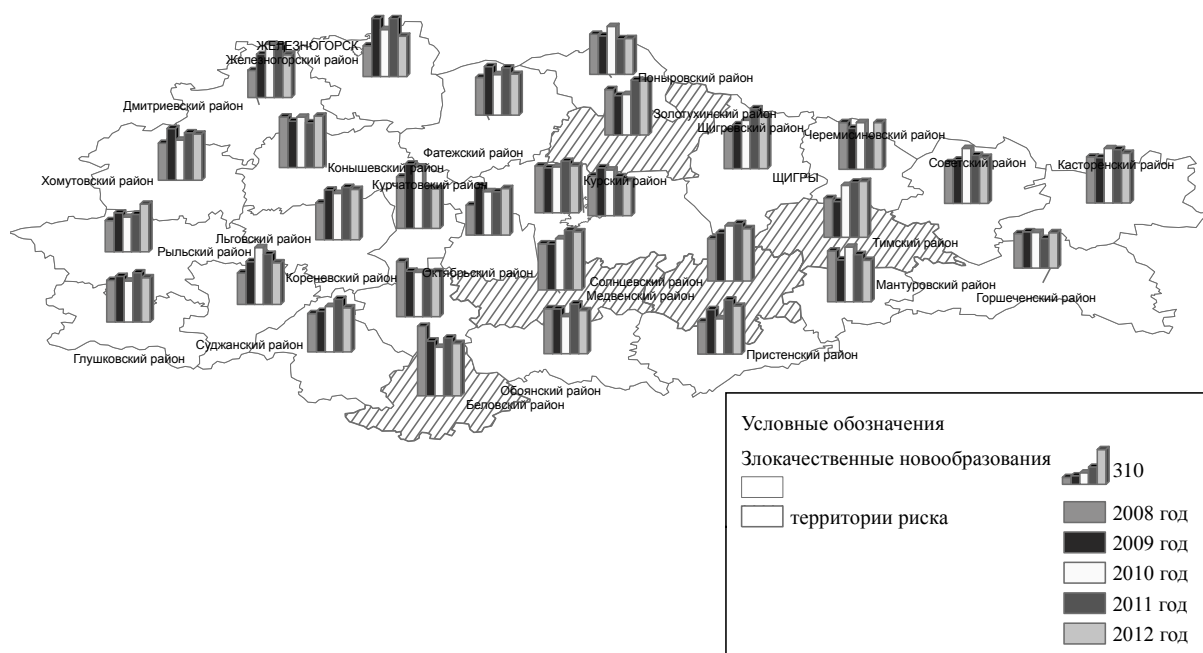 ЖЕЛЕЗНОГОРСК
Железногорский район
Поныровский район
Дмитриевский район
Золотухинский район
Щигровский район
Черемисиновский район
Фатежский район
Советский район
Касторенский район
Конышевский район
ЩИГРЫ
Хомутовский район
Курчатовский район
Курский район
Льговский район
Тимский район
Рыльский район
Кореневский район
Октябрьский район
Солнцевский район
Мантуровский район
Медвенский район
Горшеченский район
Суджанский район
Глушковский район
Пристенский район
Обоянский район
Беловский район
Условные обозначения
Злокачественные новообразования
территории риска
310
2008 год
2009 год
2010 год
2011 год
2012 год